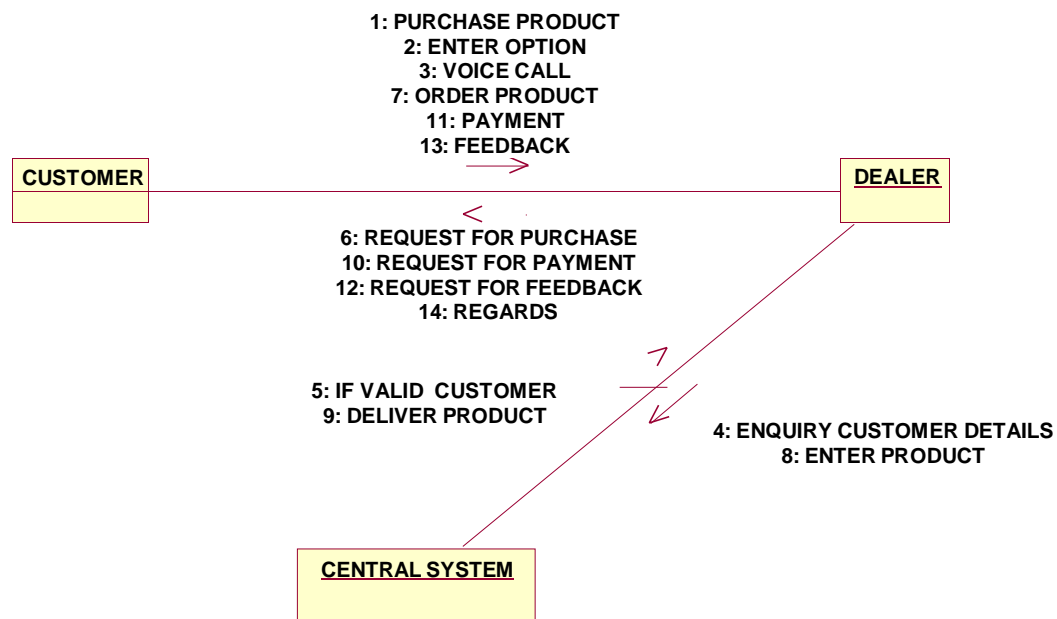 1: PURCHASE PRODUCT
2: ENTER OPTION
3: VOICE CALL
7: ORDER PRODUCT
11: PAYMENT
13: FEEDBACK
CUSTOMER
DEALER
6: REQUEST FOR PURCHASE
10: REQUEST FOR PAYMENT
12: REQUEST FOR FEEDBACK
14: REGARDS
5: IF VALID CUSTOMER
9: DELIVER PRODUCT
4: ENQUIRY CUSTOMER DETAILS
8: ENTER PRODUCT
CENTRAL SYSTEM